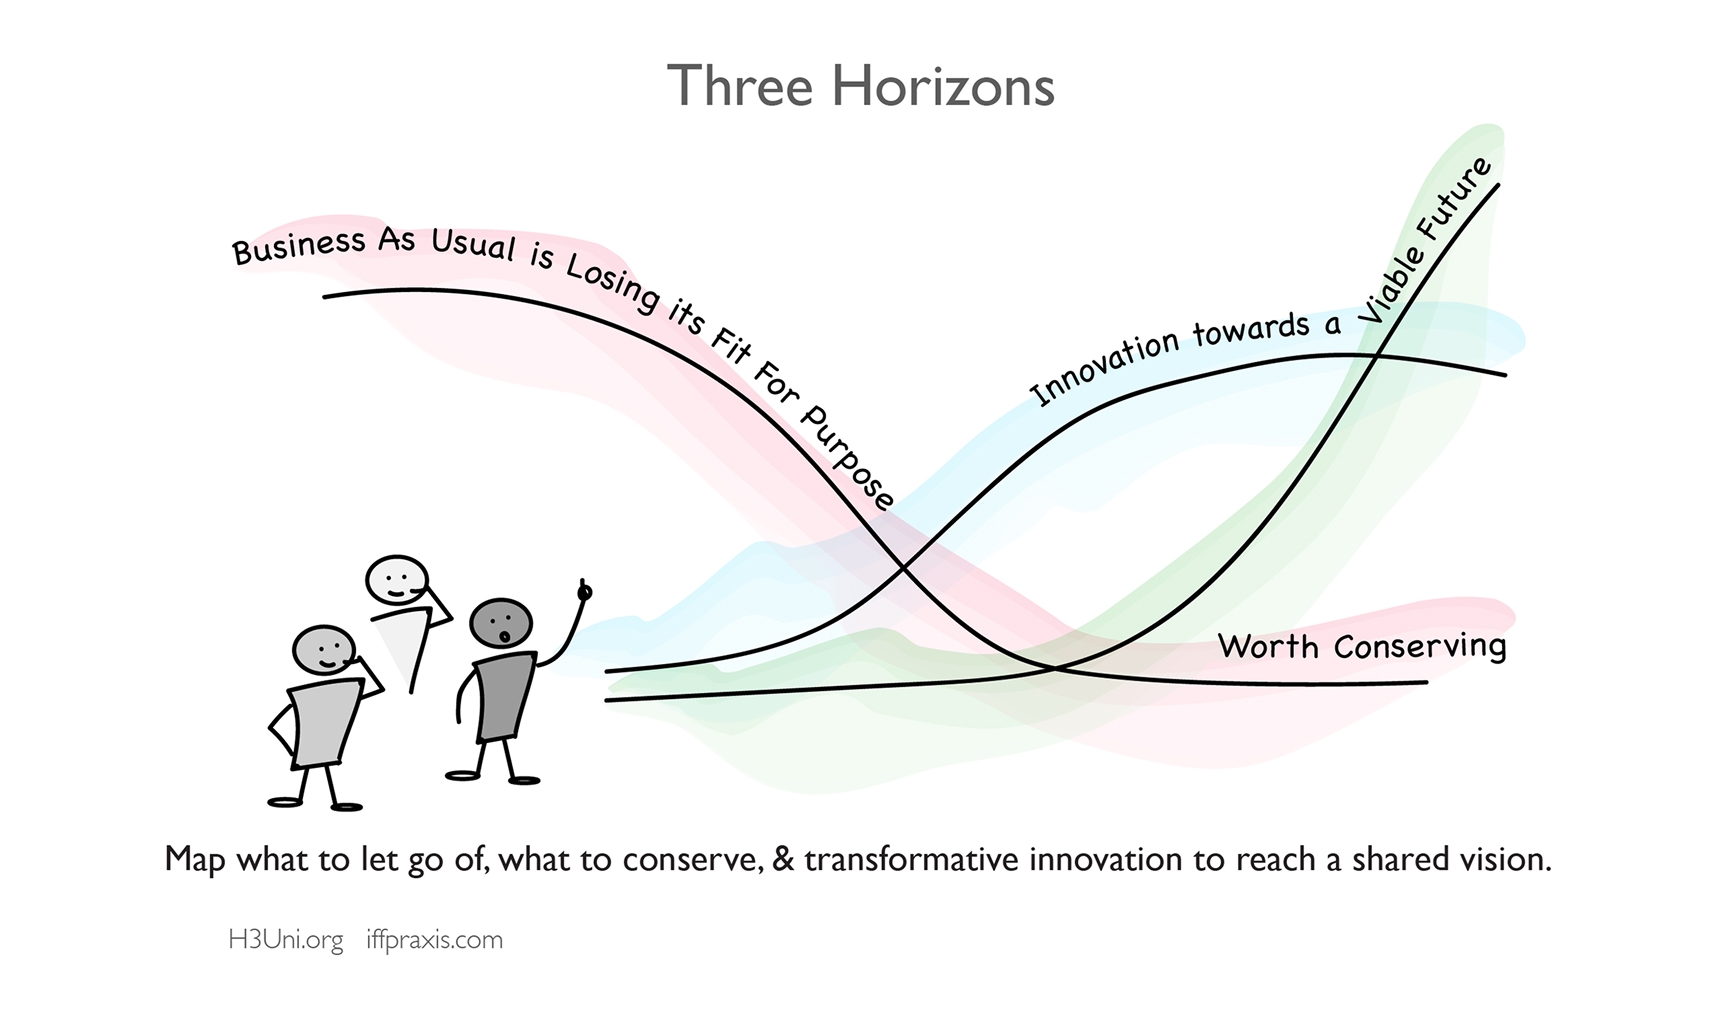 Three Horizons
Business As Usual is Losing its Fit For Purpose
Innovation towards a Viable Future
Worth Conserving
Map what to let go of, what to conserve, & transformative innovation to reach a shared vision.
H3Uni.org iffpraxis.com